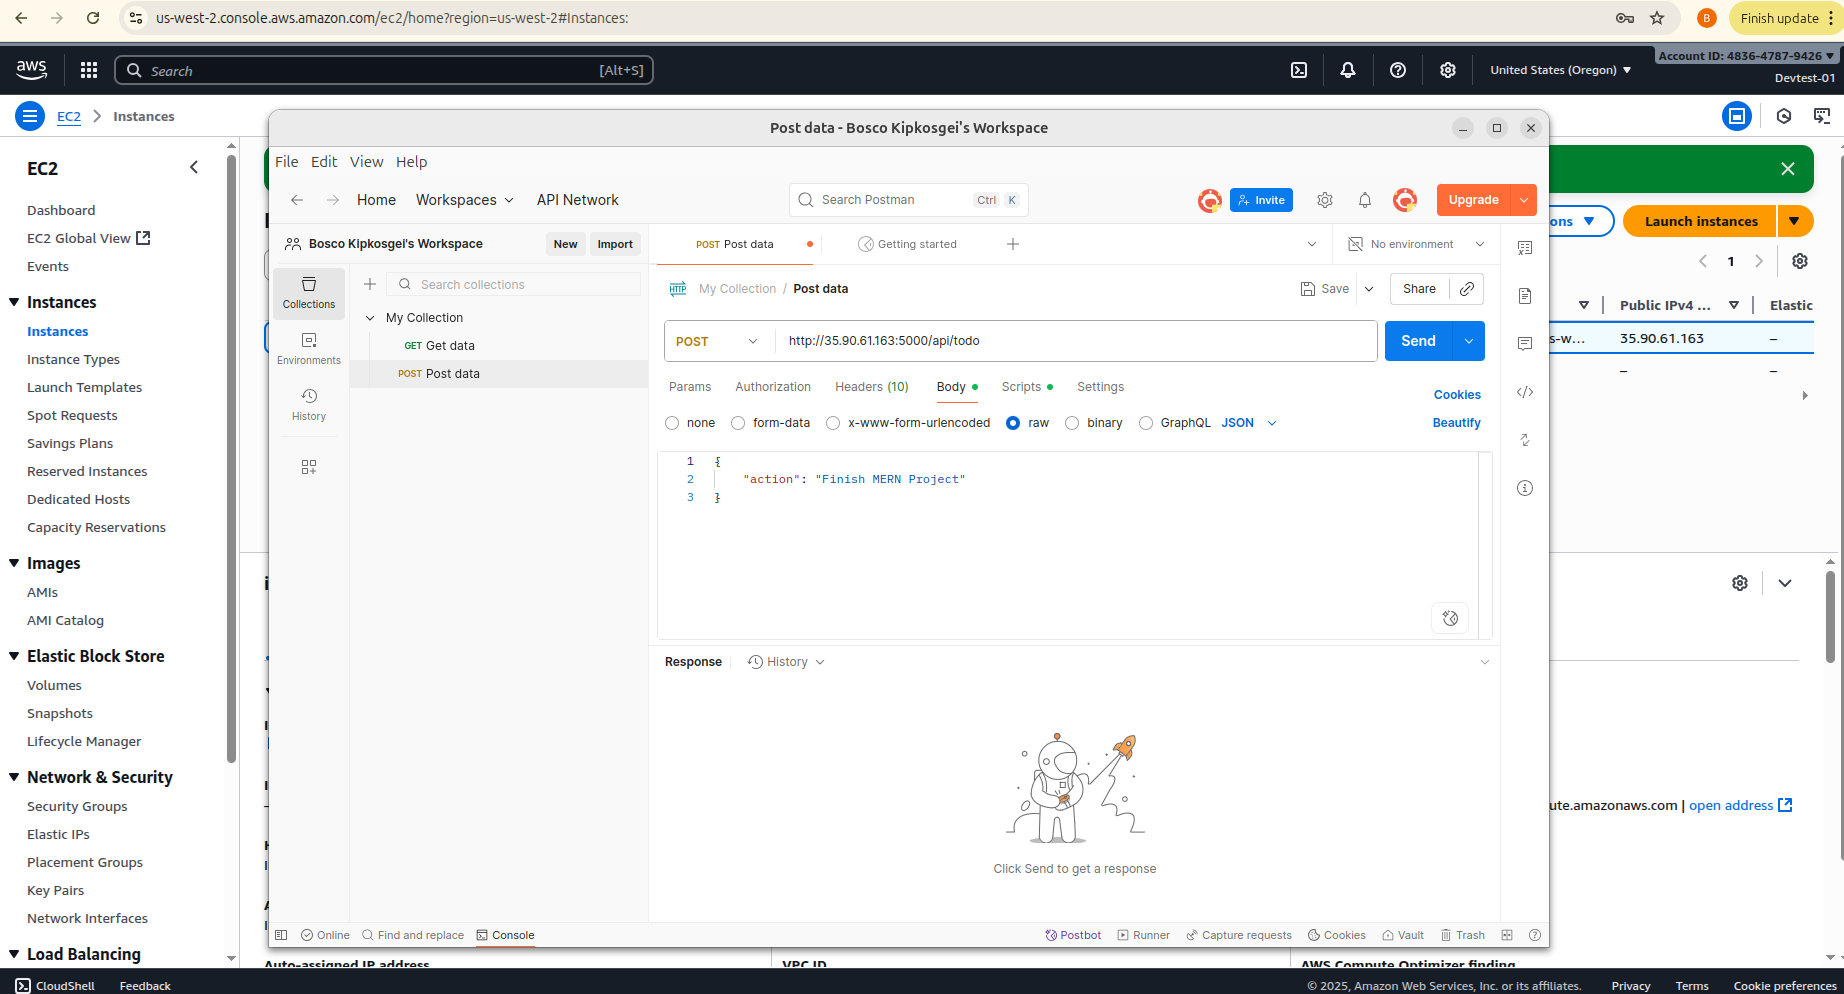 us-west-2.console.aws.amazon.com/ec2/home?region=us-west-2#Instances:
B
Finish update
aws
Search
[Alt+S]
United States (Oregon)
Account ID: 4836-4787-9426
Devtest-01
EC2
Instances
EC2
Dashboard
EC2 Global View
Events
Instances
Instances
Instance Types
Launch Templates
Spot Requests
Savings Plans
Reserved Instances
Dedicated Hosts
Capacity Reservations
Images
AMIs
AMI Catalog
Elastic Block Store
Volumes
Snapshots
Lifecycle Manager
Network & Security
Security Groups
Elastic IPs
Placement Groups
Key Pairs
Network Interfaces
Load Balancing
Post data - Bosco Kipkosgei's Workspace
File Edit View Help
Home Workspaces API Network
Search Postman Ctrl K
Invite
Upgrade
Bosco Kipkosgei's Workspace
New Import
POST Post data
Getting started
No environment
Collections
Environments
History
Search collections
My Collection
GET Get data
POST Post data
HTTP My Collection / Post data
Save
Share
POST
http://35.90.61.163:5000/api/todo
Send
Params Authorization Headers (10) Body Scripts Settings
Cookies
none form-data x-www-form-urlencoded raw binary GraphQL JSON
Beautify
1 {
2 "action": "Finish MERN Project"
3 }
Response
History
Click Send to get a response
Online Find and replace Console
Postbot Runner Capture requests Cookies Vault Trash
ons
Launch instances
1
Public IPv4 ...
Elastic
s-w...
35.90.61.163
–
–
–
ute.amazonaws.com | open address
Auto-assigned IP address
VPC ID
AWS Compute Optimizer finding
CloudShell Feedback
© 2025, Amazon Web Services, Inc. or its affiliates.
Privacy Terms Cookie preferences